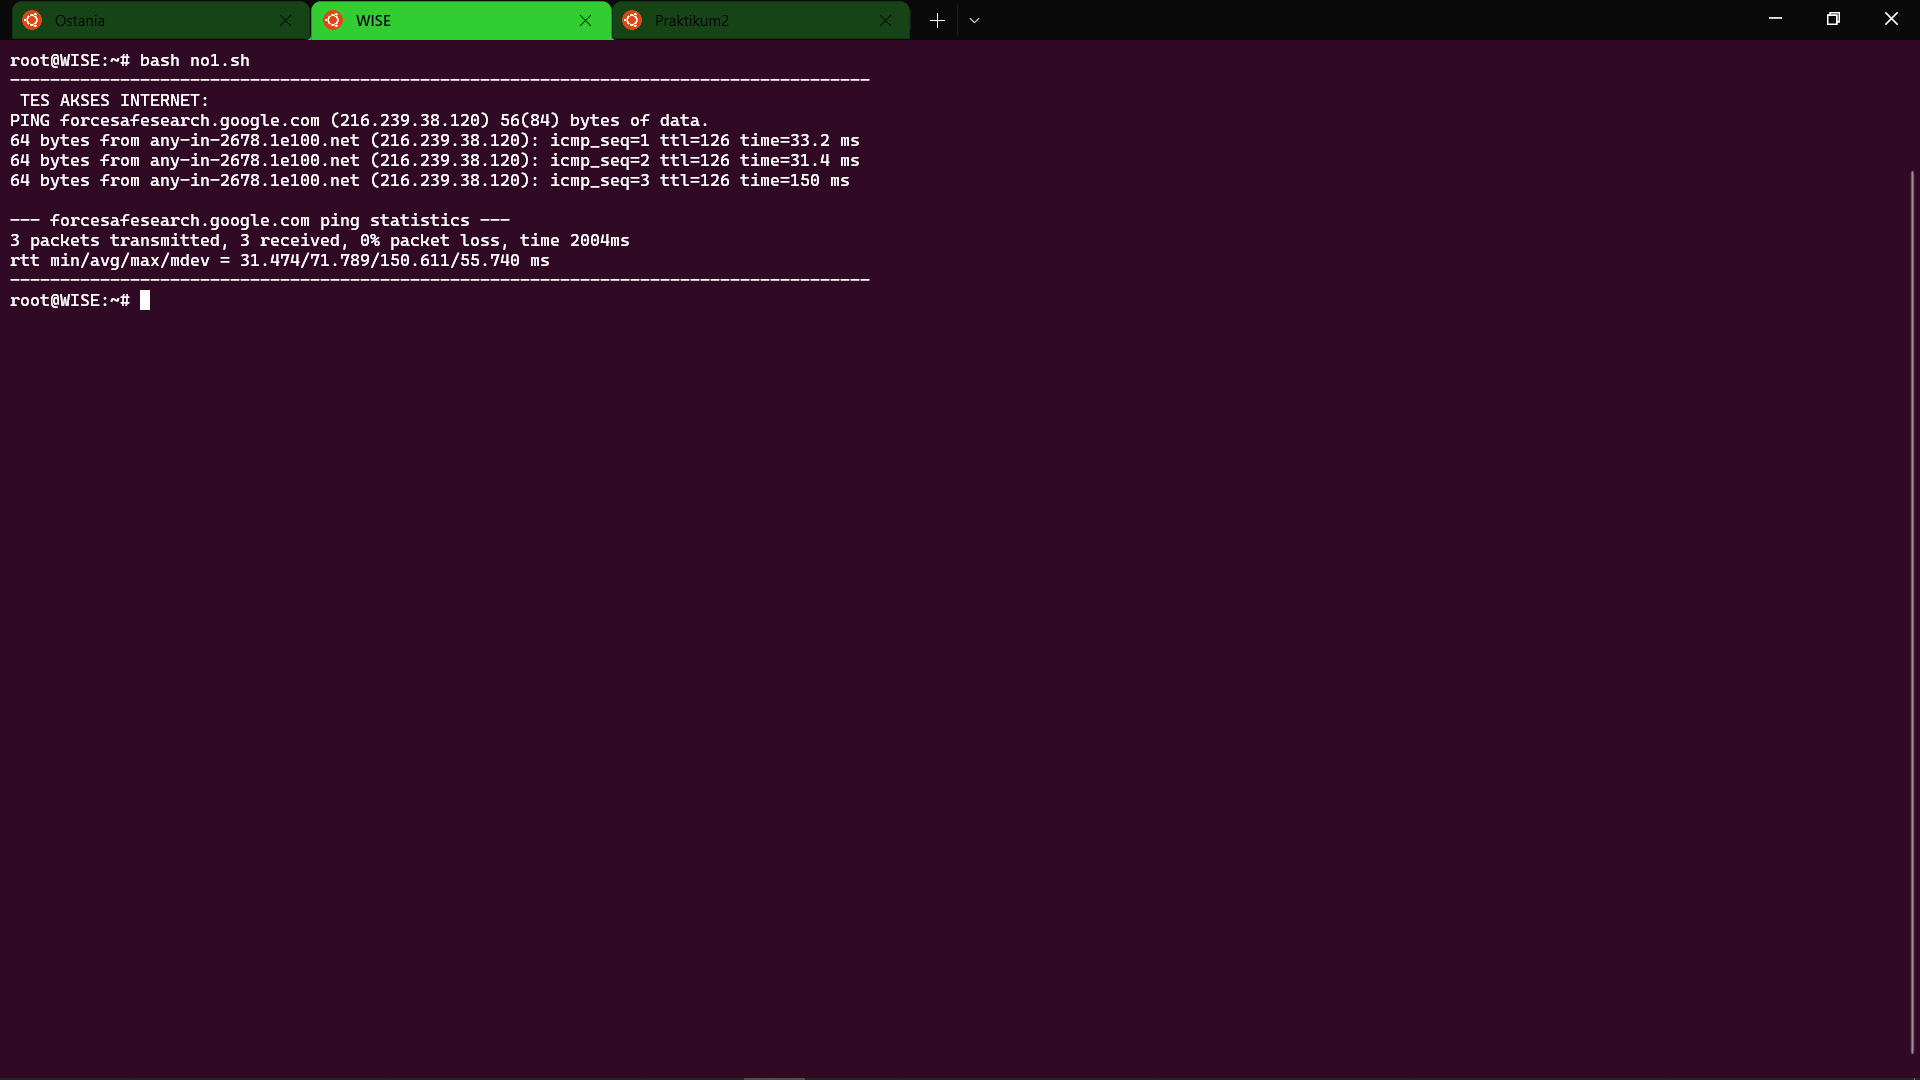 Ostania
WISE
Praktikum2
root@WISE:~# bash no1.sh
--------------------------------------------------------------------------------------
 TES AKSES INTERNET:
PING forcesafesearch.google.com (216.239.38.120) 56(84) bytes of data.
64 bytes from any-in-2678.1e100.net (216.239.38.120): icmp_seq=1 ttl=126 time=33.2 ms
64 bytes from any-in-2678.1e100.net (216.239.38.120): icmp_seq=2 ttl=126 time=31.4 ms
64 bytes from any-in-2678.1e100.net (216.239.38.120): icmp_seq=3 ttl=126 time=150 ms

--- forcesafesearch.google.com ping statistics ---
3 packets transmitted, 3 received, 0% packet loss, time 2004ms
rtt min/avg/max/mdev = 31.474/71.789/150.611/55.740 ms
--------------------------------------------------------------------------------------
root@WISE:~#